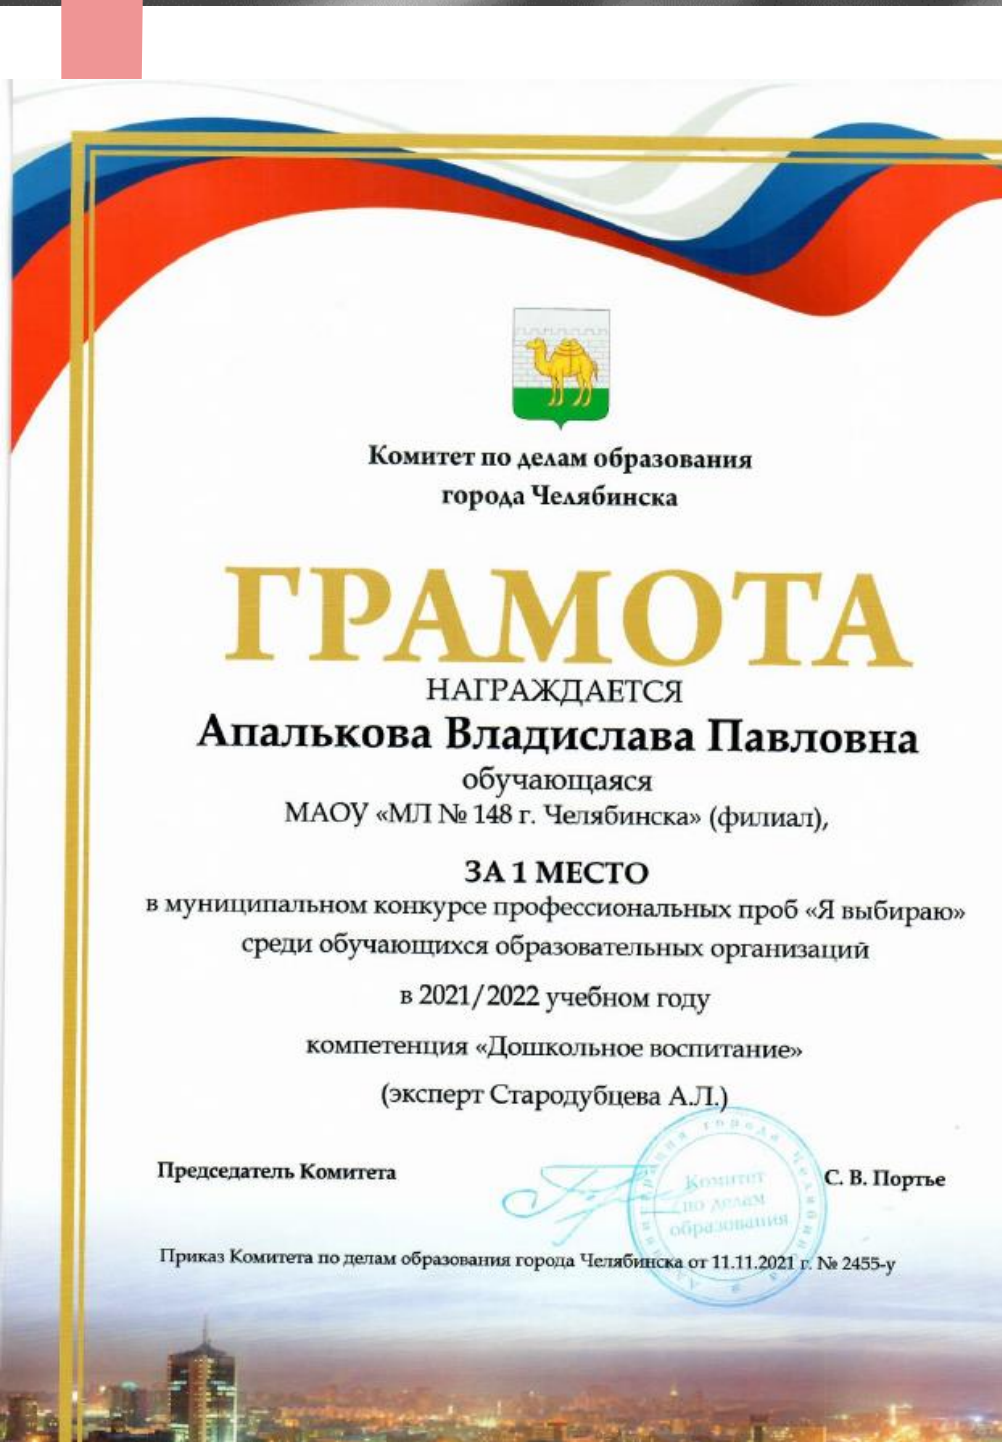 Комитет по делам образования
города Челябинска
ГРАМОТА
НАГРАЖДАЕТСЯ
Апалькова Владислава Павловна
обучающаяся
МАОУ «МЛ № 148 г. Челябинска» (филиал),
ЗА 1 МЕСТО
в муниципальном конкурсе профессиональных проб «Я выбираю»
среди обучающихся образовательных организаций
в 2021/2022 учебном году
компетенция «Дошкольное воспитание»
(эксперт Стародубцева А.Л.)
Председатель Комитета
С. В. Портье
Комитет
по делам
образования
города Челябинска
Приказ Комитета по делам образования города Челябинска от 11.11.2021 г. № 2455-у